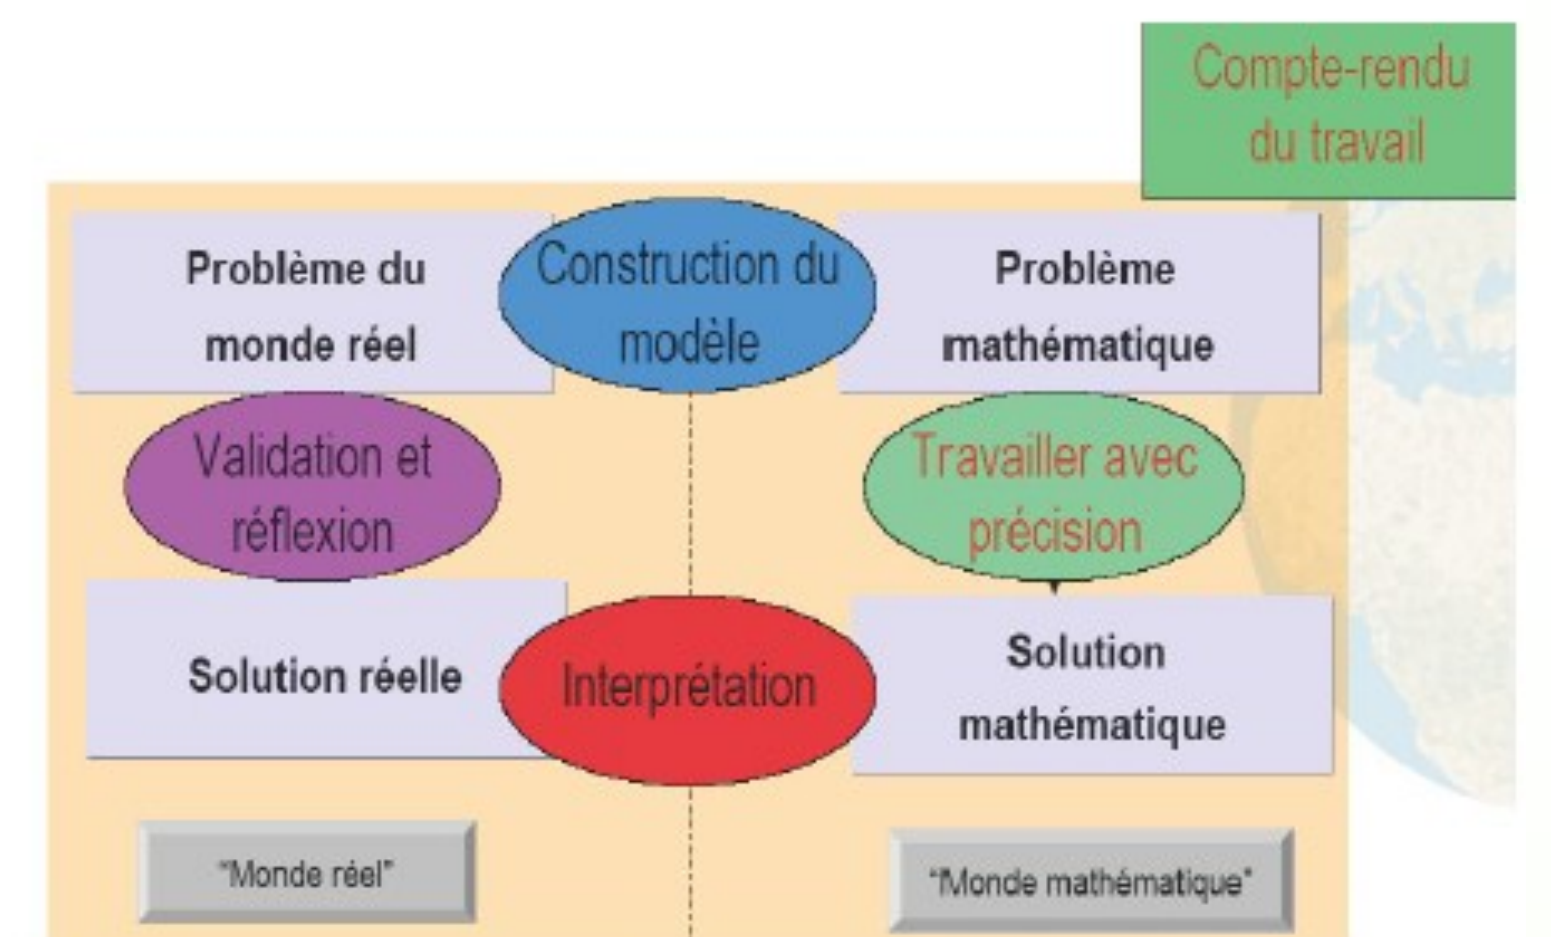 Compte-rendu
du travail
Problème du
monde réel
Construction du
modèle
Problème
mathématique
Validation et
réflexion
Travailler avec
précision
Solution réelle
Interprétation
Solution
mathématique
"Monde réel"
"Monde mathématique"